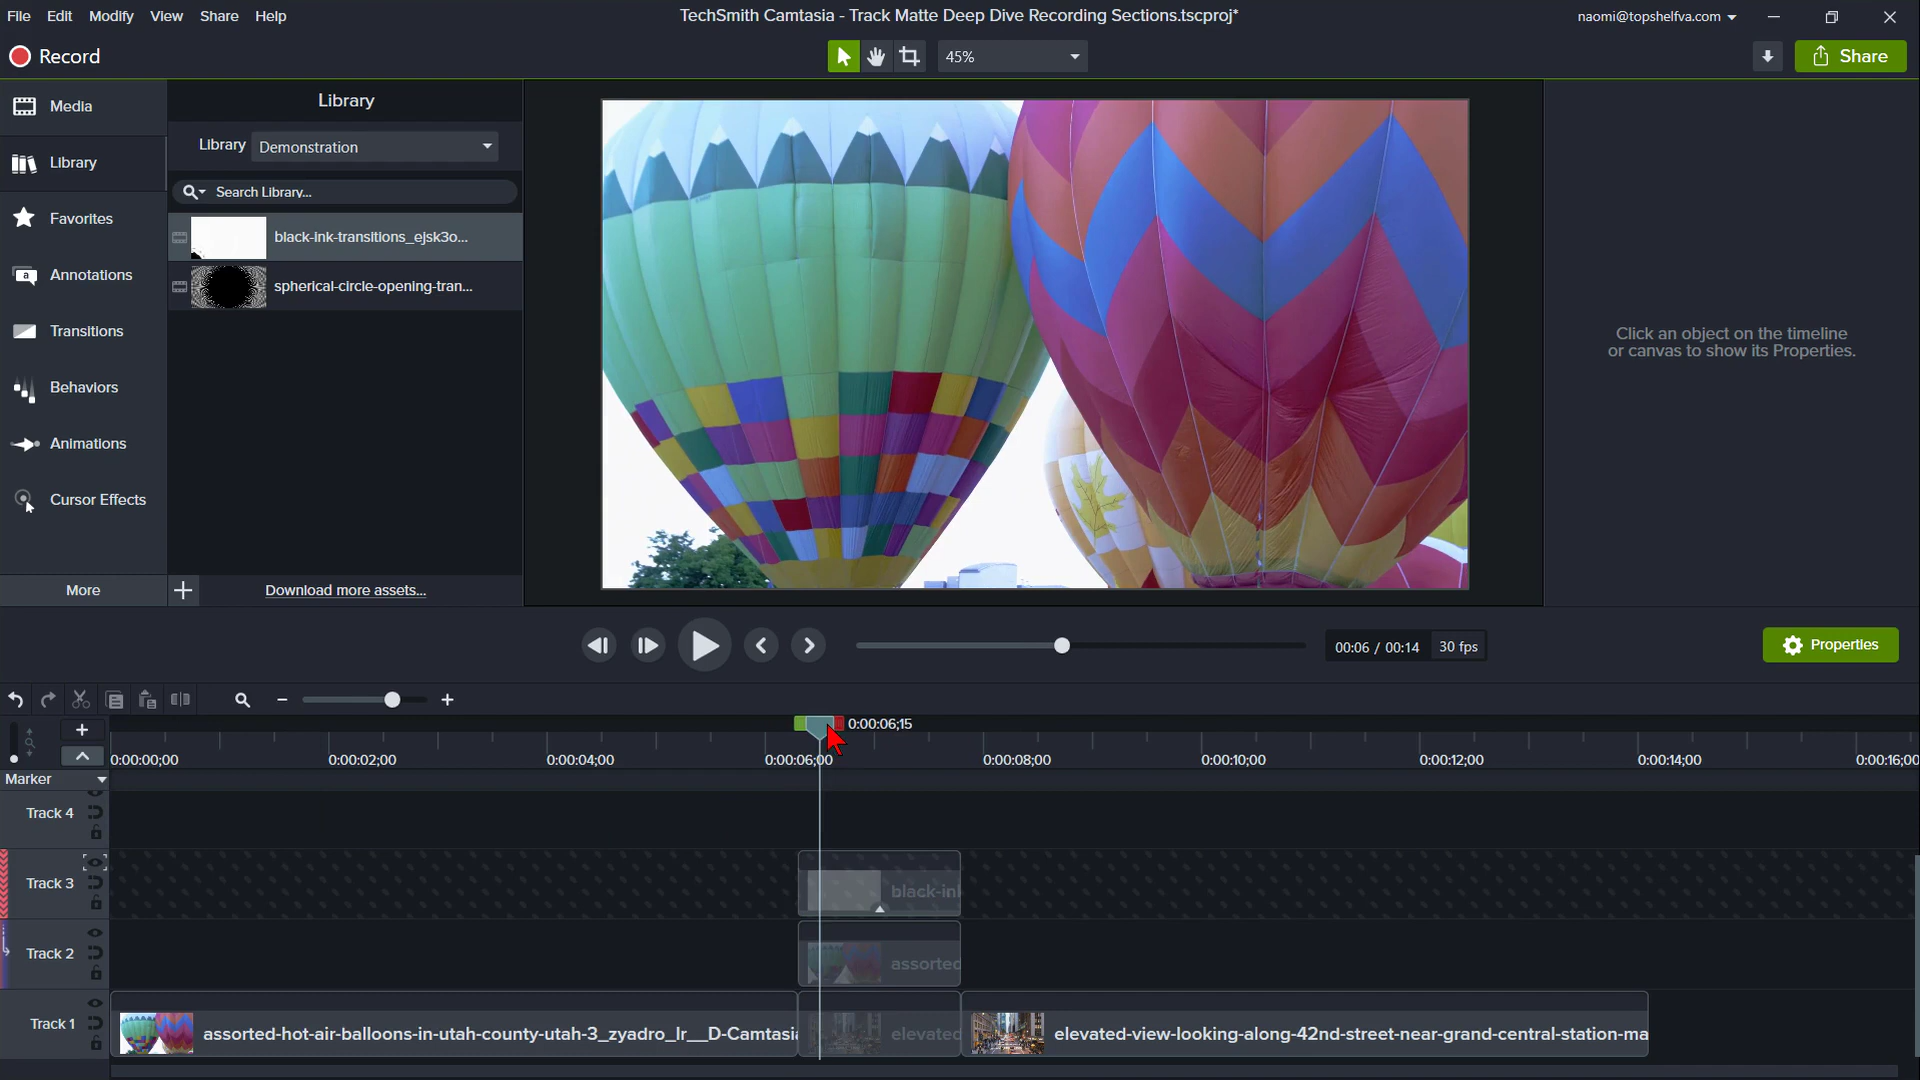 File Edit Modify View Share Help
TechSmith Camtasia - Track Matte Deep Dive Recording Sections.tscproj*
naomi@topshelfva.com
Record
45%
Share
Media
Library
Favorites
Annotations
Transitions
Behaviors
Animations
Cursor Effects
More
Library
Library Demonstration
Search Library...
black-ink-transitions_ejsk3o...
spherical-circle-opening-tran...
Download more assets...
Click an object on the timeline
or canvas to show its Properties.
00:06 / 00:14 30 fps
Properties
0:00:06;15
0:00:00;00 0:00:02;00 0:00:04;00 0:00:06;00 0:00:08;00 0:00:10;00 0:00:12;00 0:00:14;00 0:00:16;00
Marker
Track 4
Track 3
black-in
Track 2
assorted
Track 1
assorted-hot-air-balloons-in-utah-county-utah-3_zyadro_Ir__D-Camtasi
elevated
elevated-view-looking-along-42nd-street-near-grand-central-station-ma